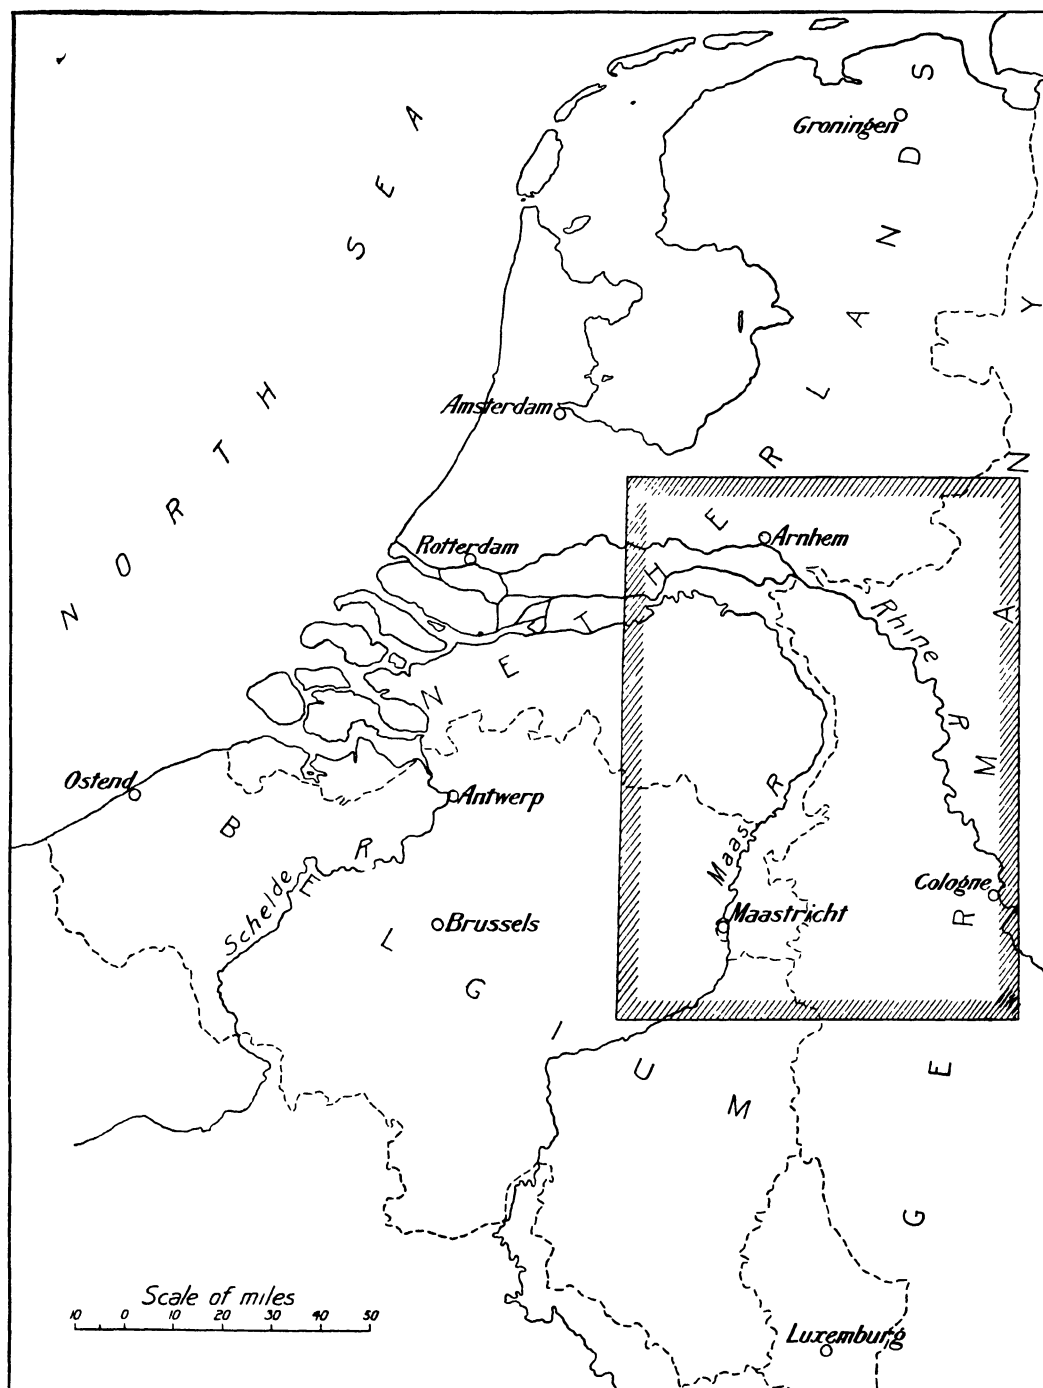 NORTH SEA
Groningen
NETHERLANDS
Amsterdam
Rotterdam
Arnhem
Rhine R
GERMANY
Ostend
Antwerp
BELGIUM
Schelde R
Maas R
Cologne
Brussels
Maastricht
Scale of miles
10 0 10 20 30 40 50
Luxemburg